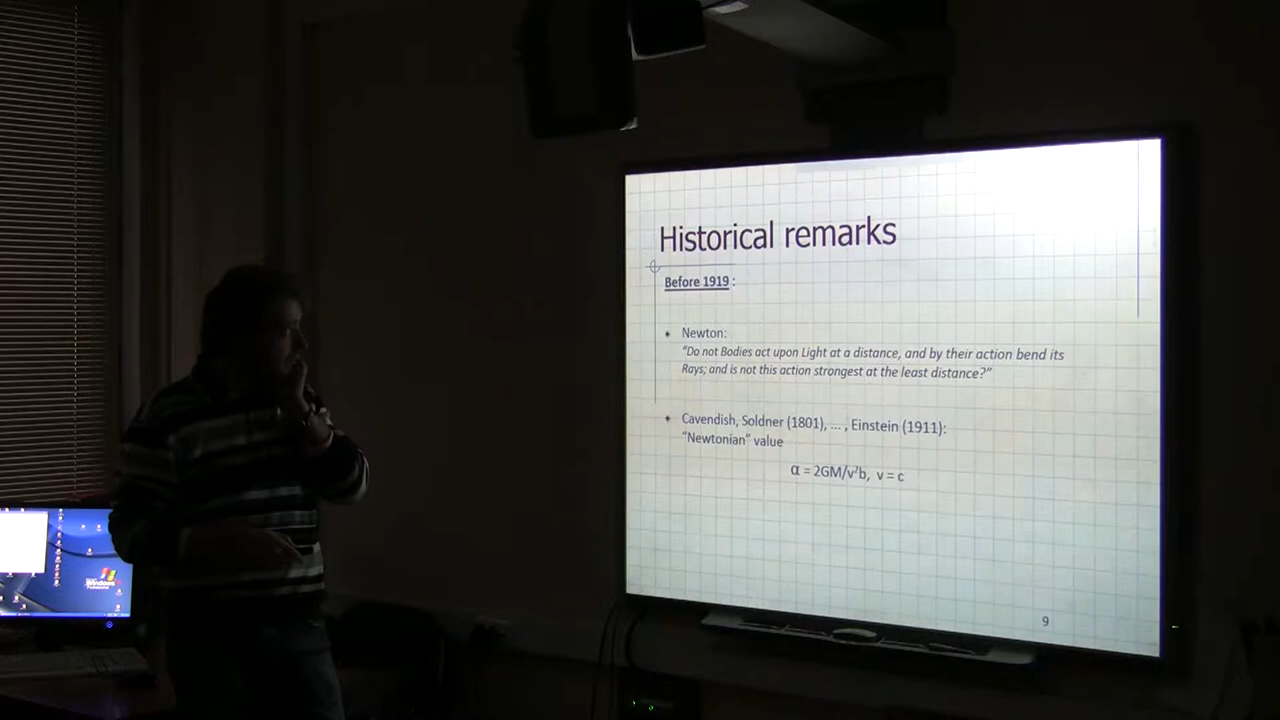 Historical remarks
Before 1919 :
Newton:
“Do not Bodies act upon Light at a distance, and by their action bend its
Rays; and is not this action strongest at the least distance?”
Cavendish, Soldner (1801), ... , Einstein (1911):
“Newtonian” value
α = 2GM/v²b, v = c
9
Windows